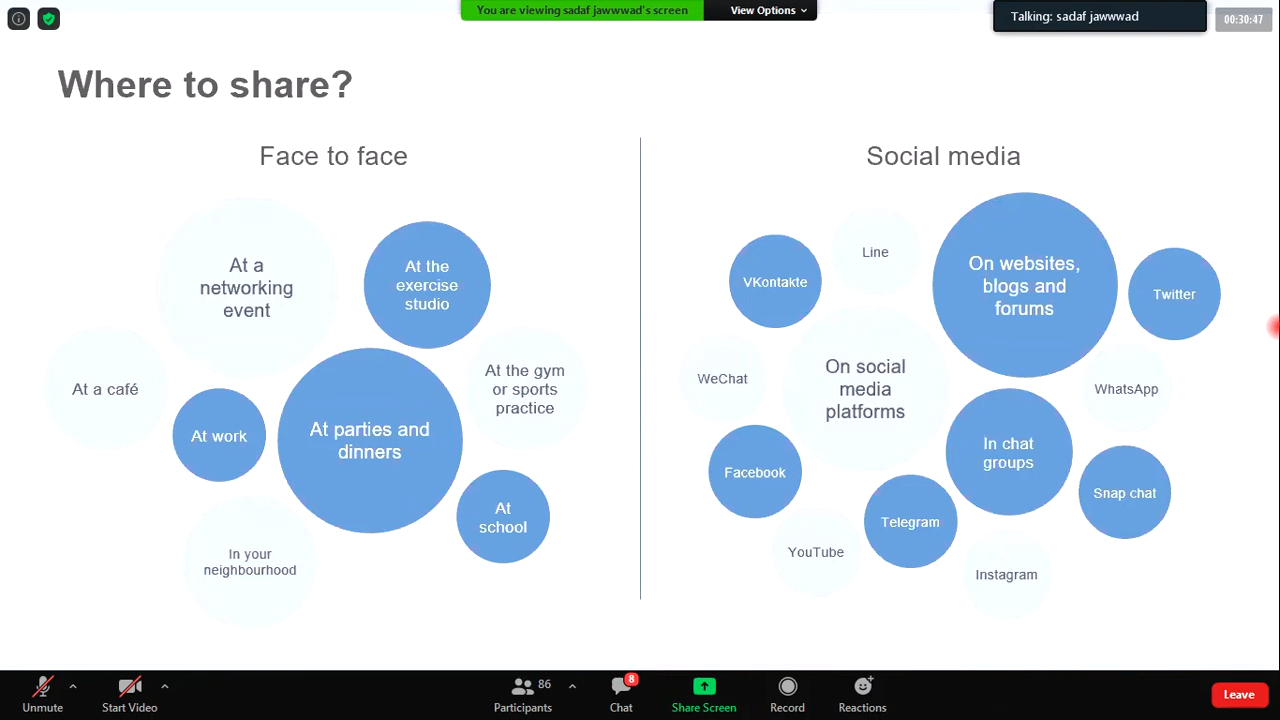 You are viewing sadaf jawwwad's screen
View Options
Talking: sadaf jawwwad
00:30:47
Where to share?
Face to face
At a
networking
event
At the
exercise
studio
At a café
At work
At parties and
dinners
At the gym
or sports
practice
At
school
In your
neighbourhood
Social media
VKontakte
Line
On websites,
blogs and
forums
Twitter
WeChat
On social
media
platforms
WhatsApp
Facebook
In chat
groups
Snap chat
Telegram
YouTube
Instagram
Unmute
Start Video
86
Participants
8
Chat
Share Screen
Record
Reactions
Leave